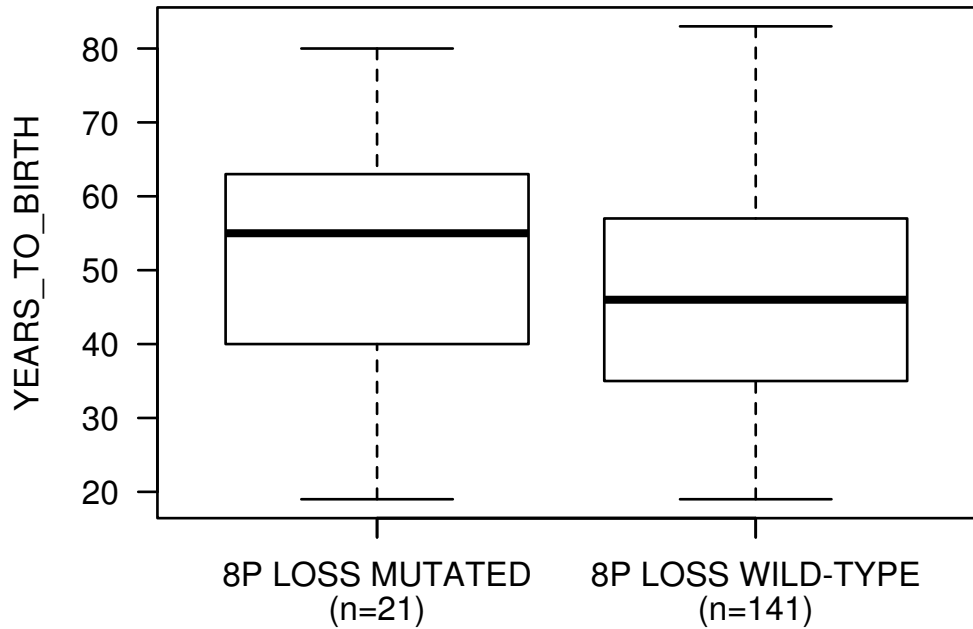 YEARS_TO_BIRTH
80
70
60
50
40
30
20
8P LOSS MUTATED
(n=21)
8P LOSS WILD-TYPE
(n=141)